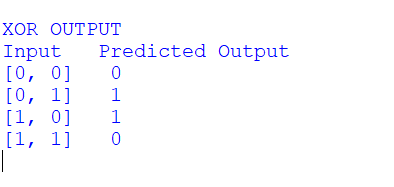 XOR OUTPUT
Input   Predicted Output
[0, 0]   0
[0, 1]   1
[1, 0]   1
[1, 1]   0